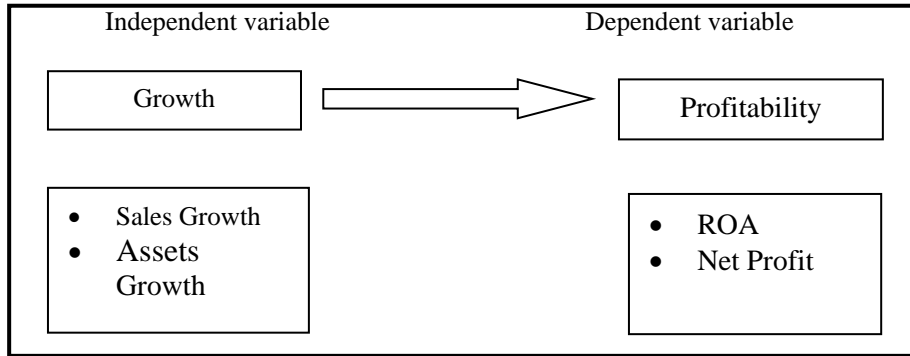 Independent variable
Dependent variable
Growth
Profitability
• Sales Growth
• Assets
Growth
• ROA
• Net Profit